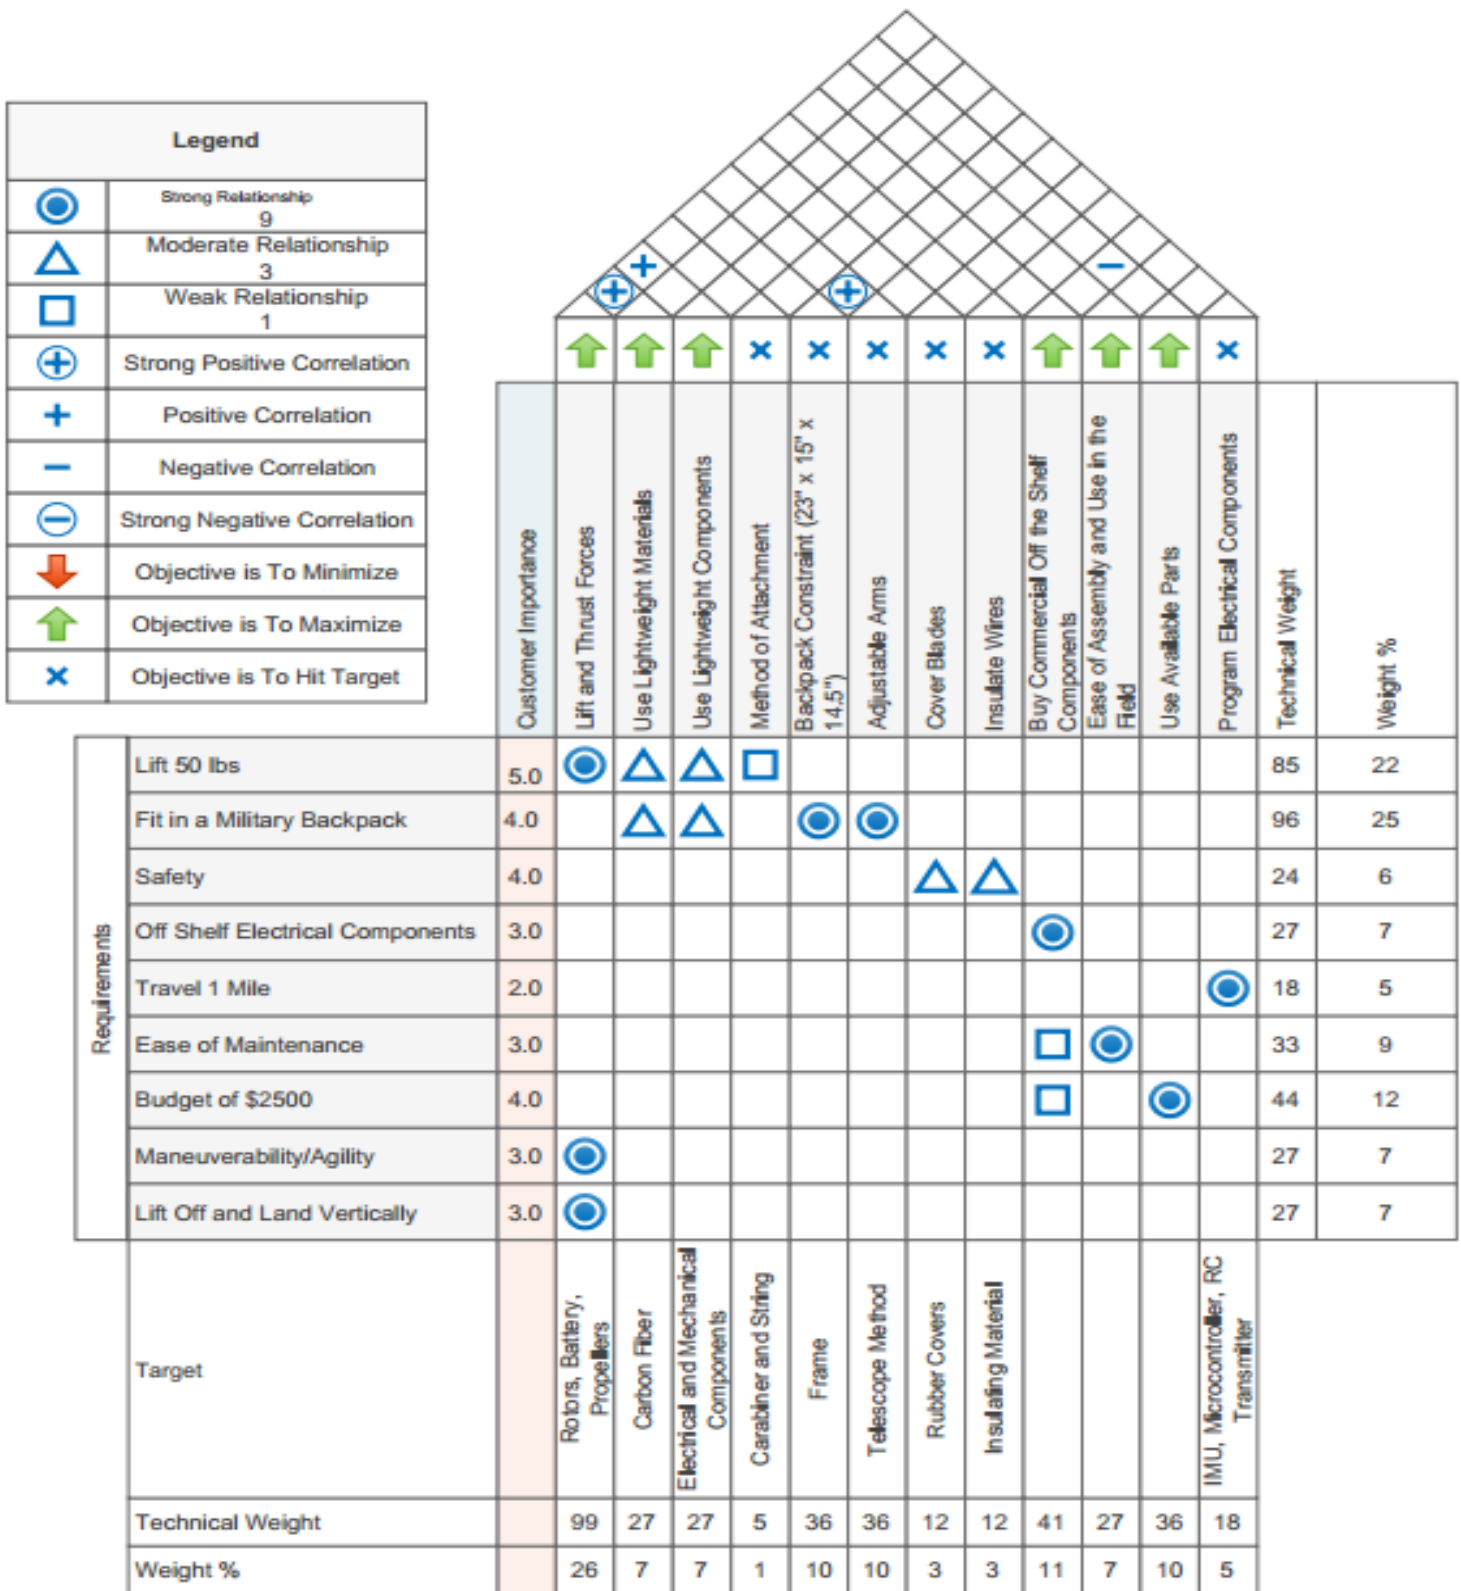 Legend
Strong Relationship
9
Moderate Relationship
3
Weak Relationship
1
Strong Positive Correlation
Positive Correlation
Negative Correlation
Strong Negative Correlation
Objective is To Minimize
Objective is To Maximize
Objective is To Hit Target
Customer Importance
Lift and Thrust Forces
Use Lightweight Materials
Use Lightweight Components
Method of Attachment
Backpack Constraint (23" x 15" x
14.5")
Adjustable Arms
Cover Blades
Insulate Wires
Buy Commercial Off the Shelf
Components
Ease of Assembly and Use in the
Field
Use Available Parts
Program Electrical Components
Technical Weight
Weight %
Requirements
Lift 50 lbs 5.0 85 22
Fit in a Military Backpack 4.0 96 25
Safety 4.0 24 6
Off Shelf Electrical Components 3.0 27 7
Travel 1 Mile 2.0 18 5
Ease of Maintenance 3.0 33 9
Budget of $2500 4.0 44 12
Maneuverability/Agility 3.0 27 7
Lift Off and Land Vertically 3.0 27 7
Target
Rotors, Battery,
Propellers
Carbon Fiber
Electrical and Mechanical
Components
Carabiner and String
Frame
Telescope Method
Rubber Covers
Insulating Material
IMU, Microcontroller, RC
Transmitter
Technical Weight 99 27 27 5 36 36 12 12 41 27 36 18
Weight % 26 7 7 1 10 10 3 3 11 7 10 5